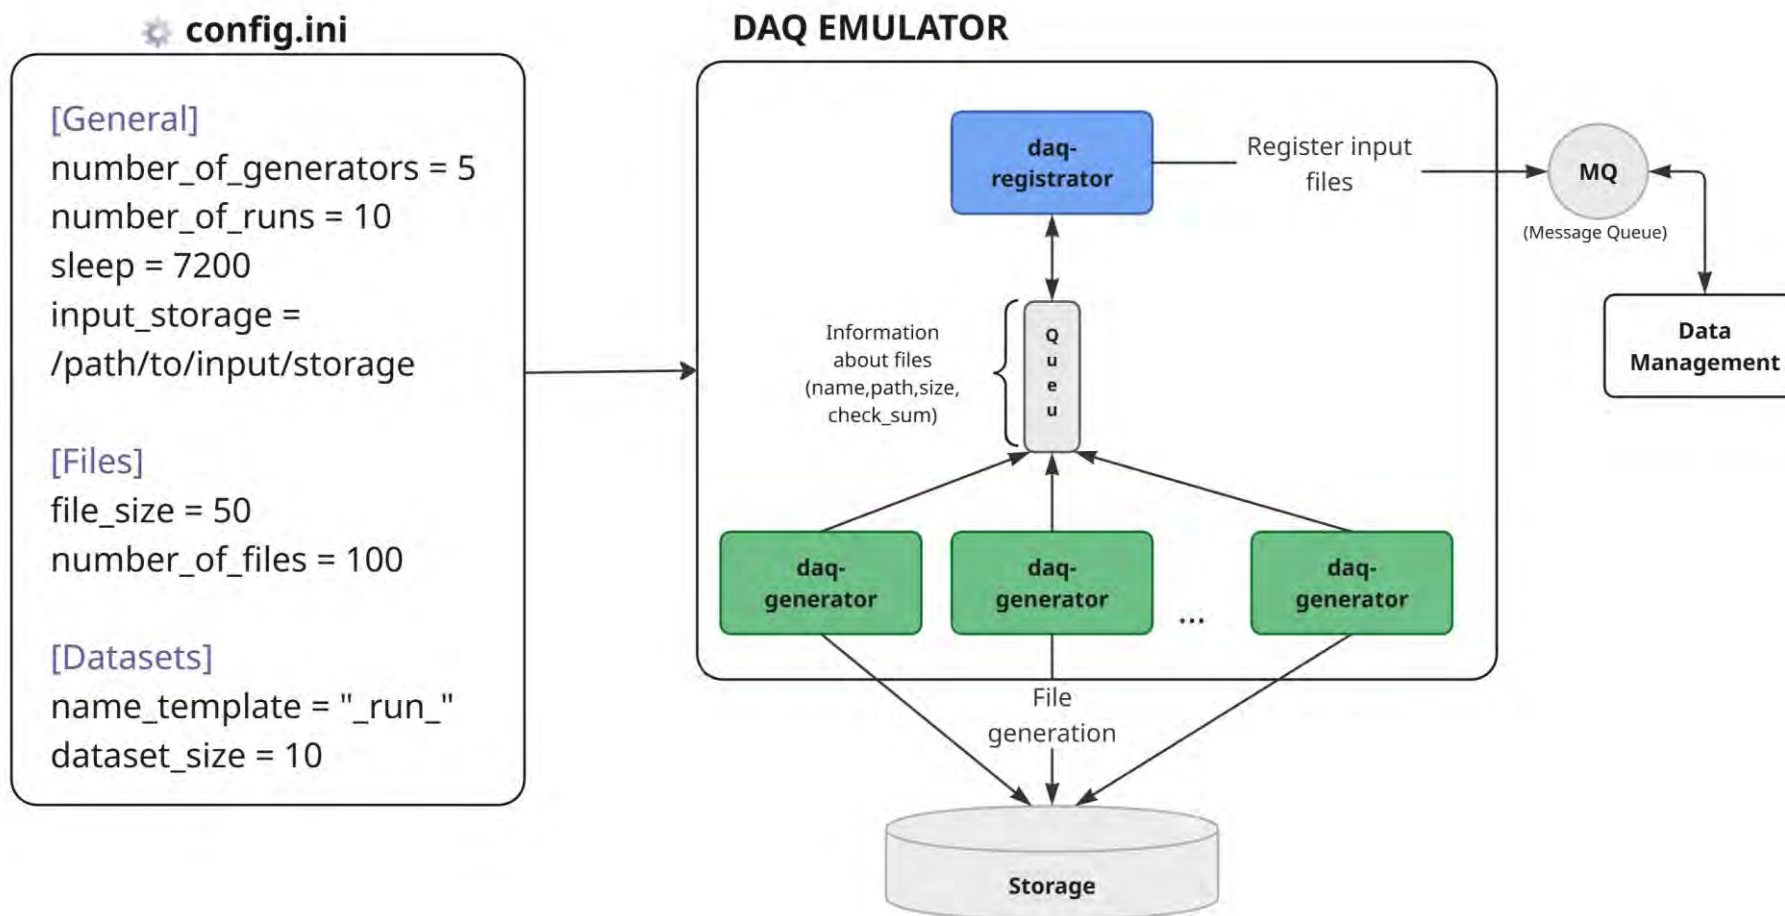 config.ini
[General]
number_of_generators = 5
number_of_runs = 10
sleep = 7200
input_storage =
/path/to/input/storage
[Files]
file_size = 50
number_of_files = 100
[Datasets]
name_template = "_run_"
dataset_size = 10
DAQ EMULATOR
daq-
registrator
Register input
files
MQ
(Message Queue)
Data
Management
Information
about files
(name,path,size,
check_sum)
Q
u
e
u
daq-
generator
daq-
generator
...
daq-
generator
File
generation
Storage